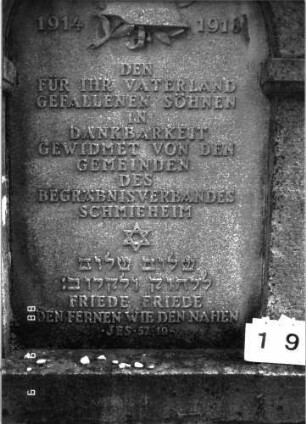 1914 1918
DEN
FÜR IHR VATERLAND
GEFALLENEN SÖHNEN
IN
DANKBARKEIT
GEWIDMET VON DEN
GEMEINDEN
DES
BEGRÄBNISVERBANDES
SCHMIEHEIM
שלום שלום
לרחוק ולקרוב:
FRIEDE FRIEDE
DEN FERNEN WIE DEN NAHEN
·JES·57·19·
19